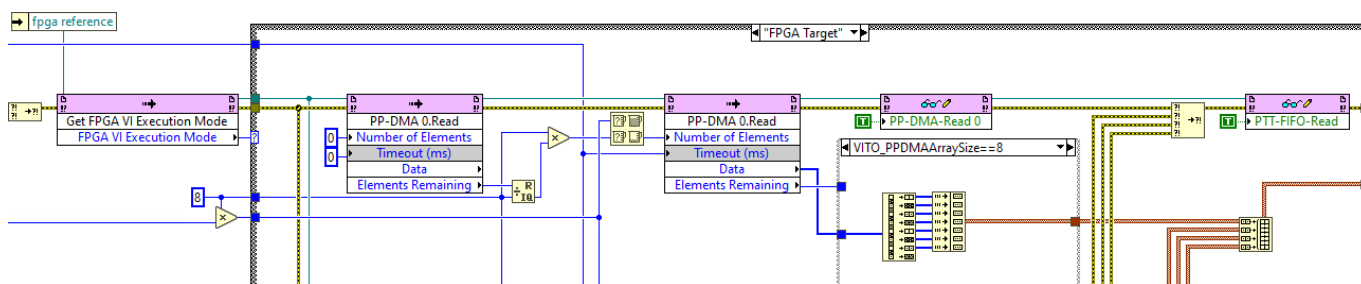 fpga reference
"FPGA Target"
Get FPGA VI Execution Mode
FPGA VI Execution Mode
PP-DMA 0.Read
Number of Elements
Timeout (ms)
Data
Elements Remaining
0
0
8
R
IQ
PP-DMA 0.Read
Number of Elements
Timeout (ms)
Data
Elements Remaining
T
PP-DMA-Read 0
VITO_PPDMAArraySize==8
T
PTT-FIFO-Read